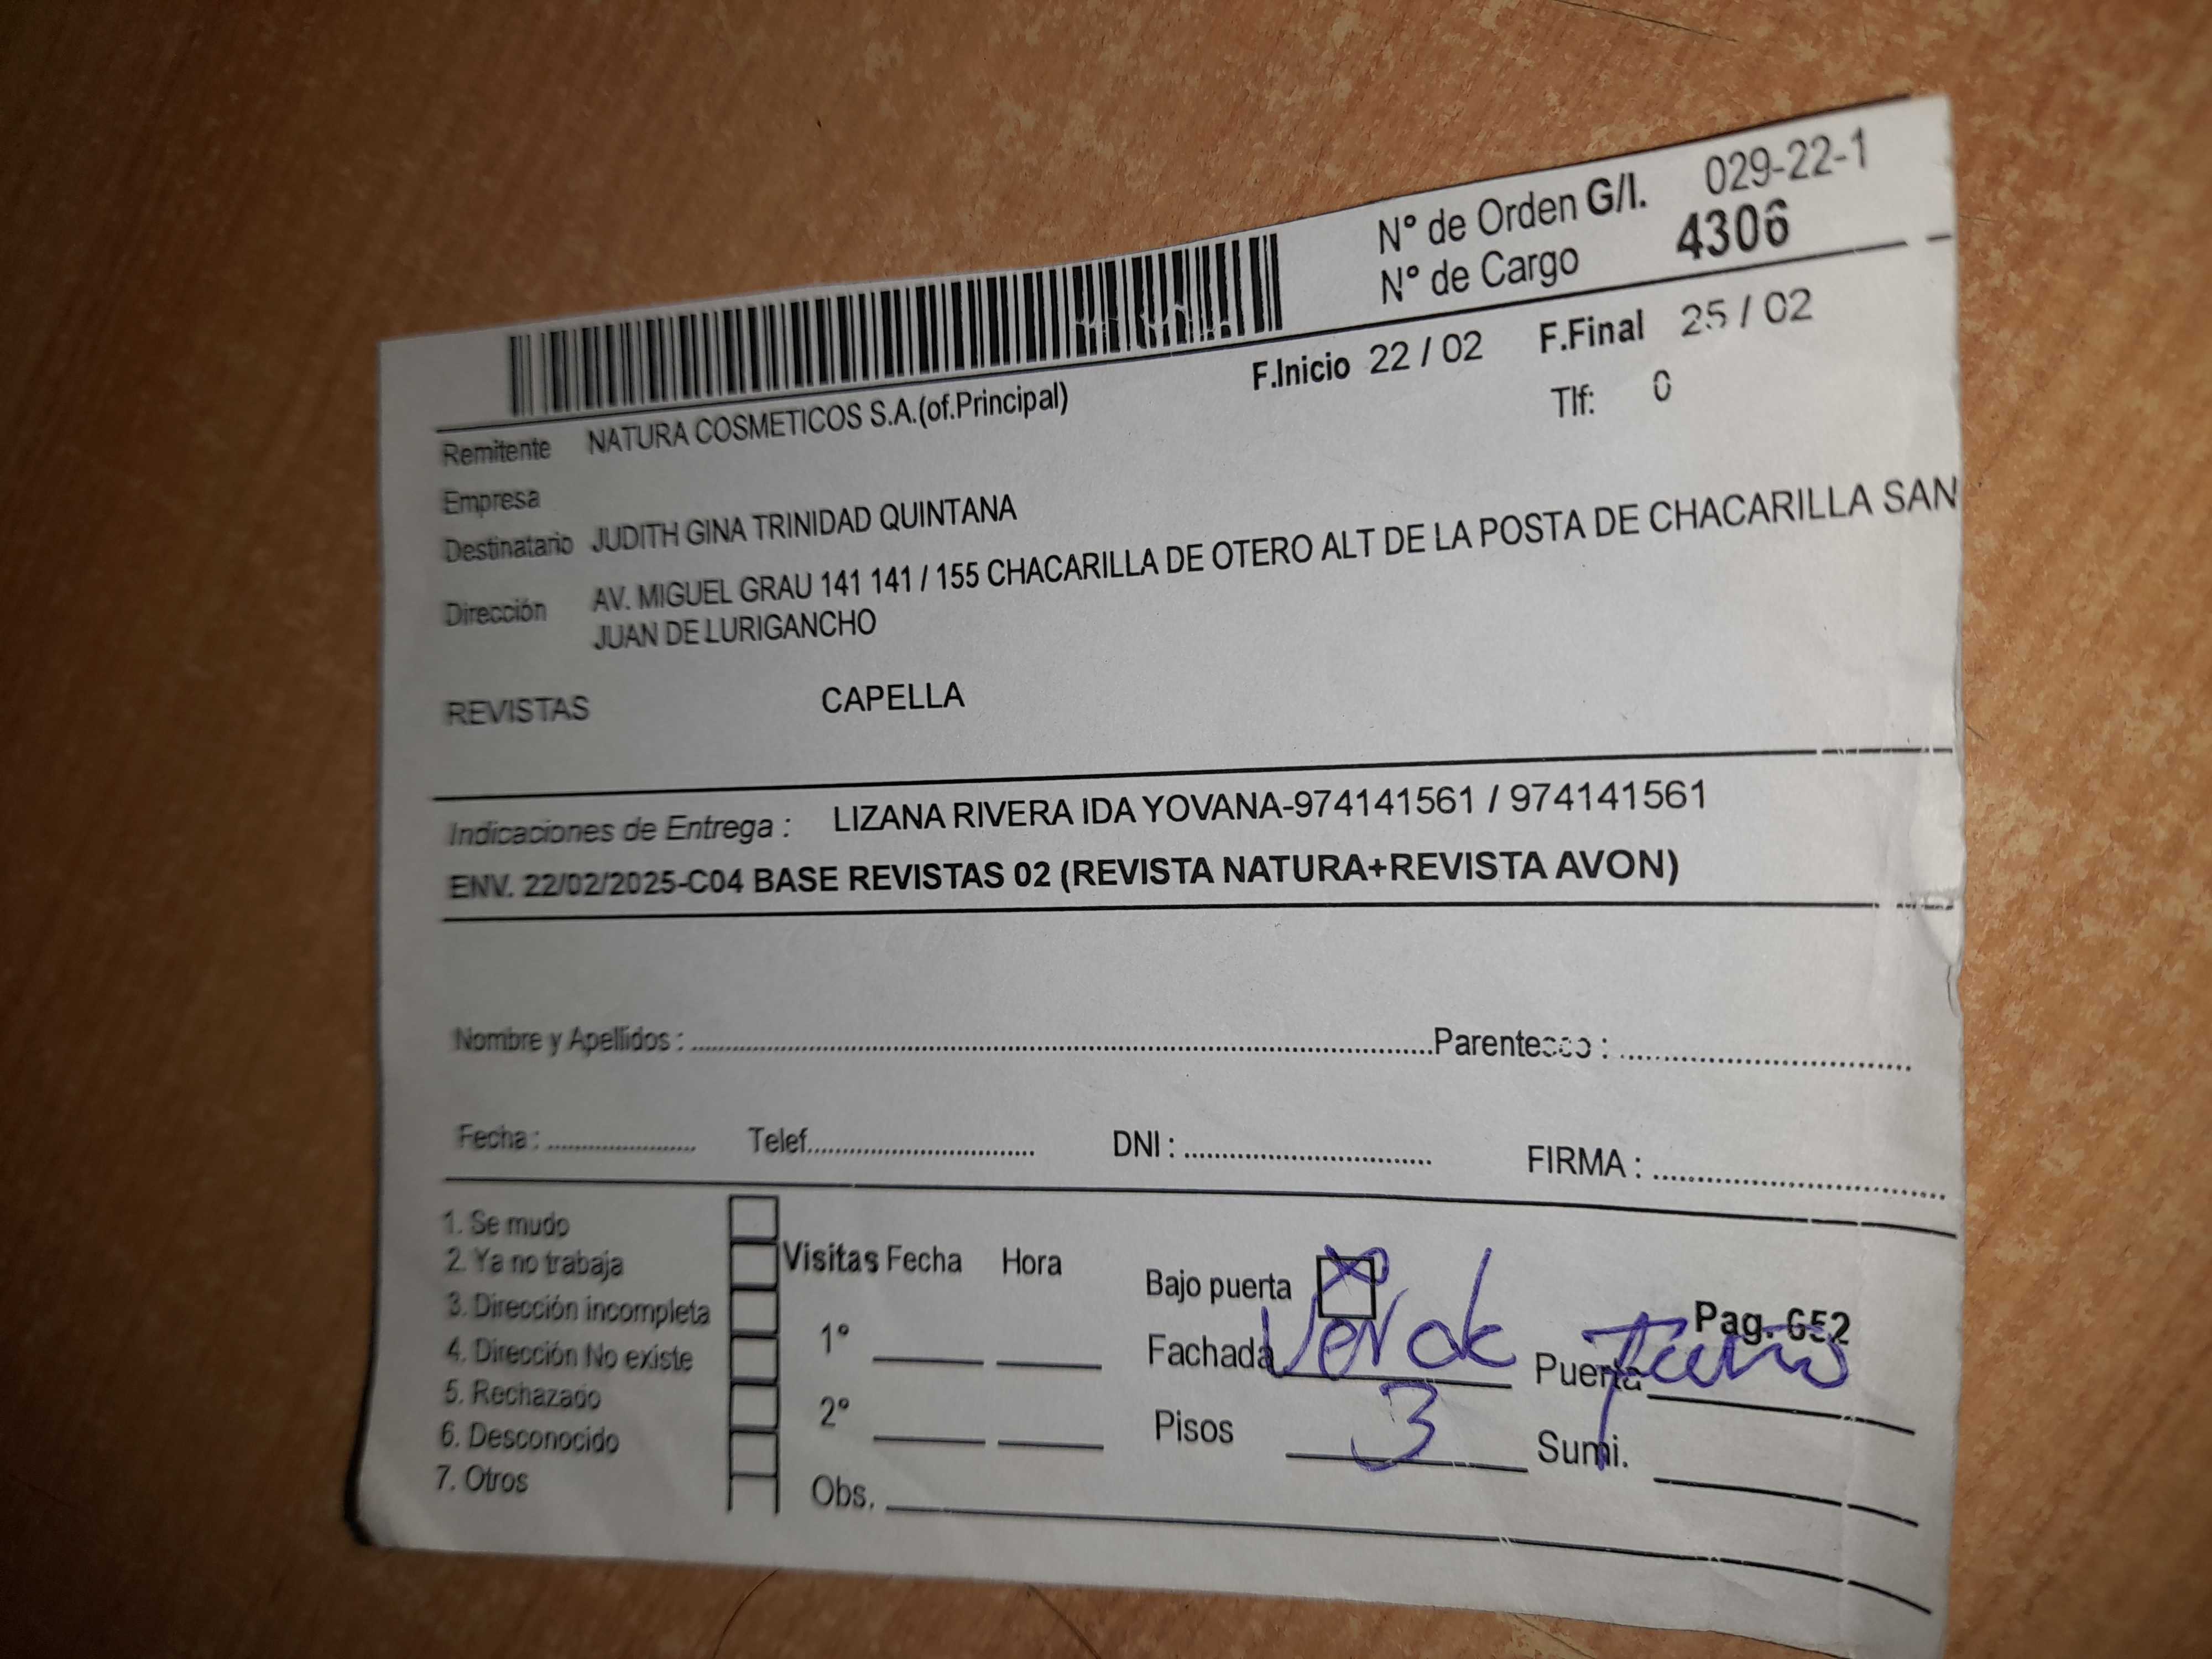 N° de Orden G/I. 029-22-1
N° de Cargo 4306
F.Inicio 22 / 02 F.Final 25 / 02
Remitente NATURA COSMETICOS S.A.(of.Principal) Tlf: 0
Empresa
Destinatario JUDITH GINA TRINIDAD QUINTANA
Dirección AV. MIGUEL GRAU 141 141 / 155 CHACARILLA DE OTERO ALT DE LA POSTA DE CHACARILLA SAN
JUAN DE LURIGANCHO
REVISTAS CAPELLA
Indicaciones de Entrega : LIZANA RIVERA IDA YOVANA-974141561 / 974141561
ENV. 22/02/2025-C04 BASE REVISTAS 02 (REVISTA NATURA+REVISTA AVON)
Nombre y Apellidos : Parentesco :
Fecha : Telef. DNI : FIRMA :
1. Se mudo
2. Ya no trabaja
3. Dirección incompleta
4. Dirección No existe
5. Rechazado
6. Desconocido
7. Otros
Visitas Fecha Hora
1°
2°
Obs.
Bajo puerta X
Pag. 652
Fachada Verde Puerta
Pisos 3 Sumi.